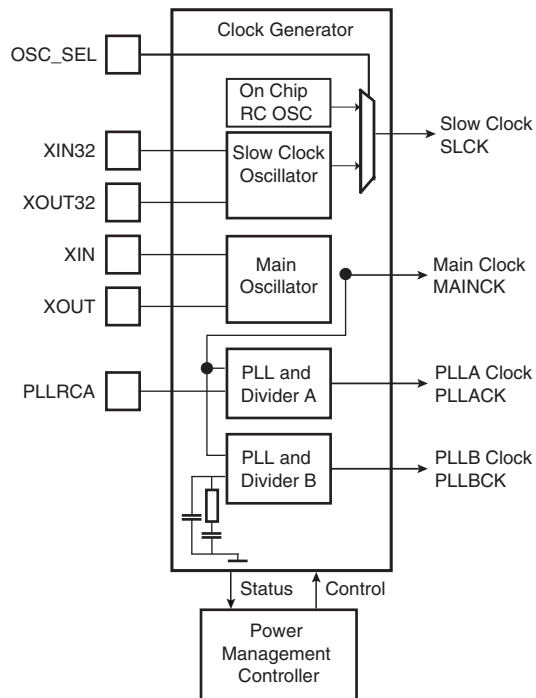 Clock Generator
OSC_SEL
On Chip
RC OSC
Slow Clock
SLCK
XIN32
Slow Clock
Oscillator
XOUT32
XIN
Main
Oscillator
Main Clock
MAINCK
XOUT
PLLRCA
PLL and
Divider A
PLLA Clock
PLLACK
PLL and
Divider B
PLLB Clock
PLLBCK
Status
Control
Power
Management
Controller